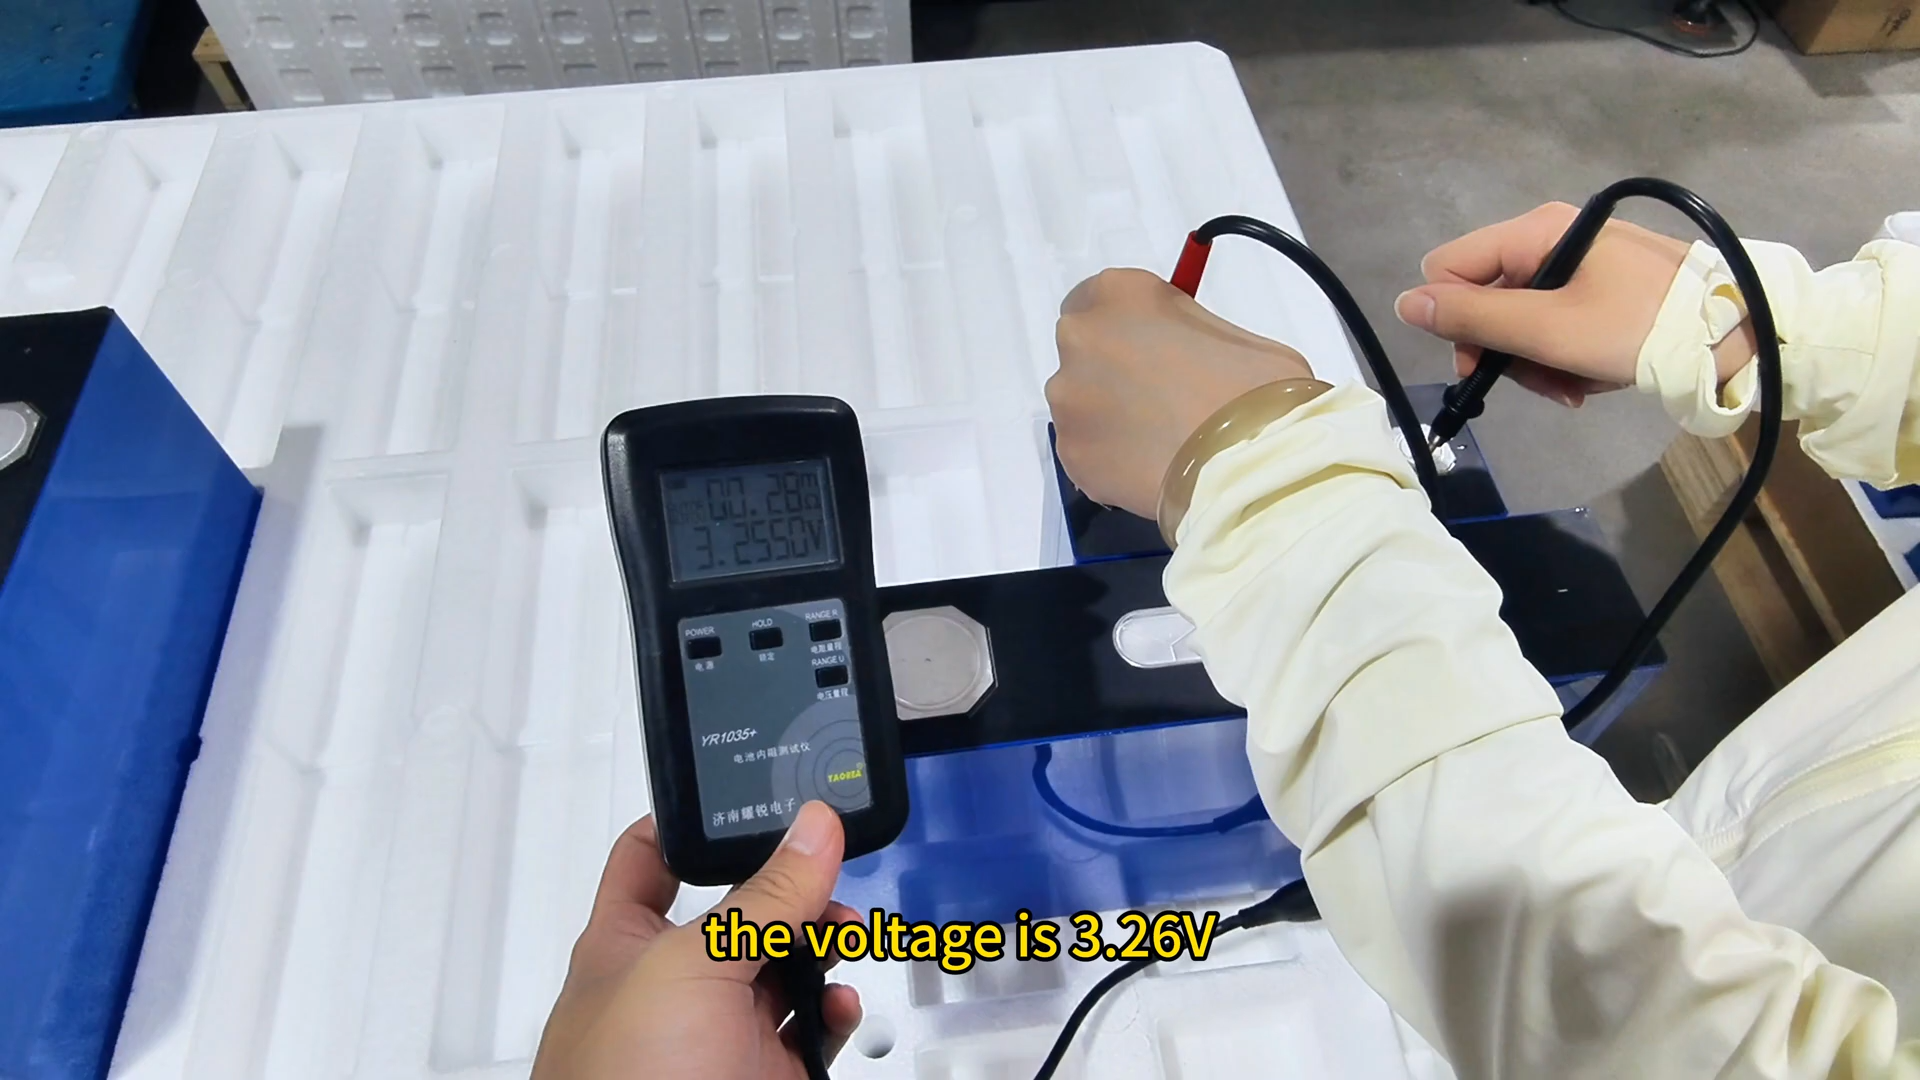 00.28mΩ
3.2550V
POWER
HOLD
RANGE R
电源
锁定
电阻量程
RANGE U
电压量程
YR1035+
电池内阻测试仪
YAOREA
济南耀锐电子
the voltage is 3.26V